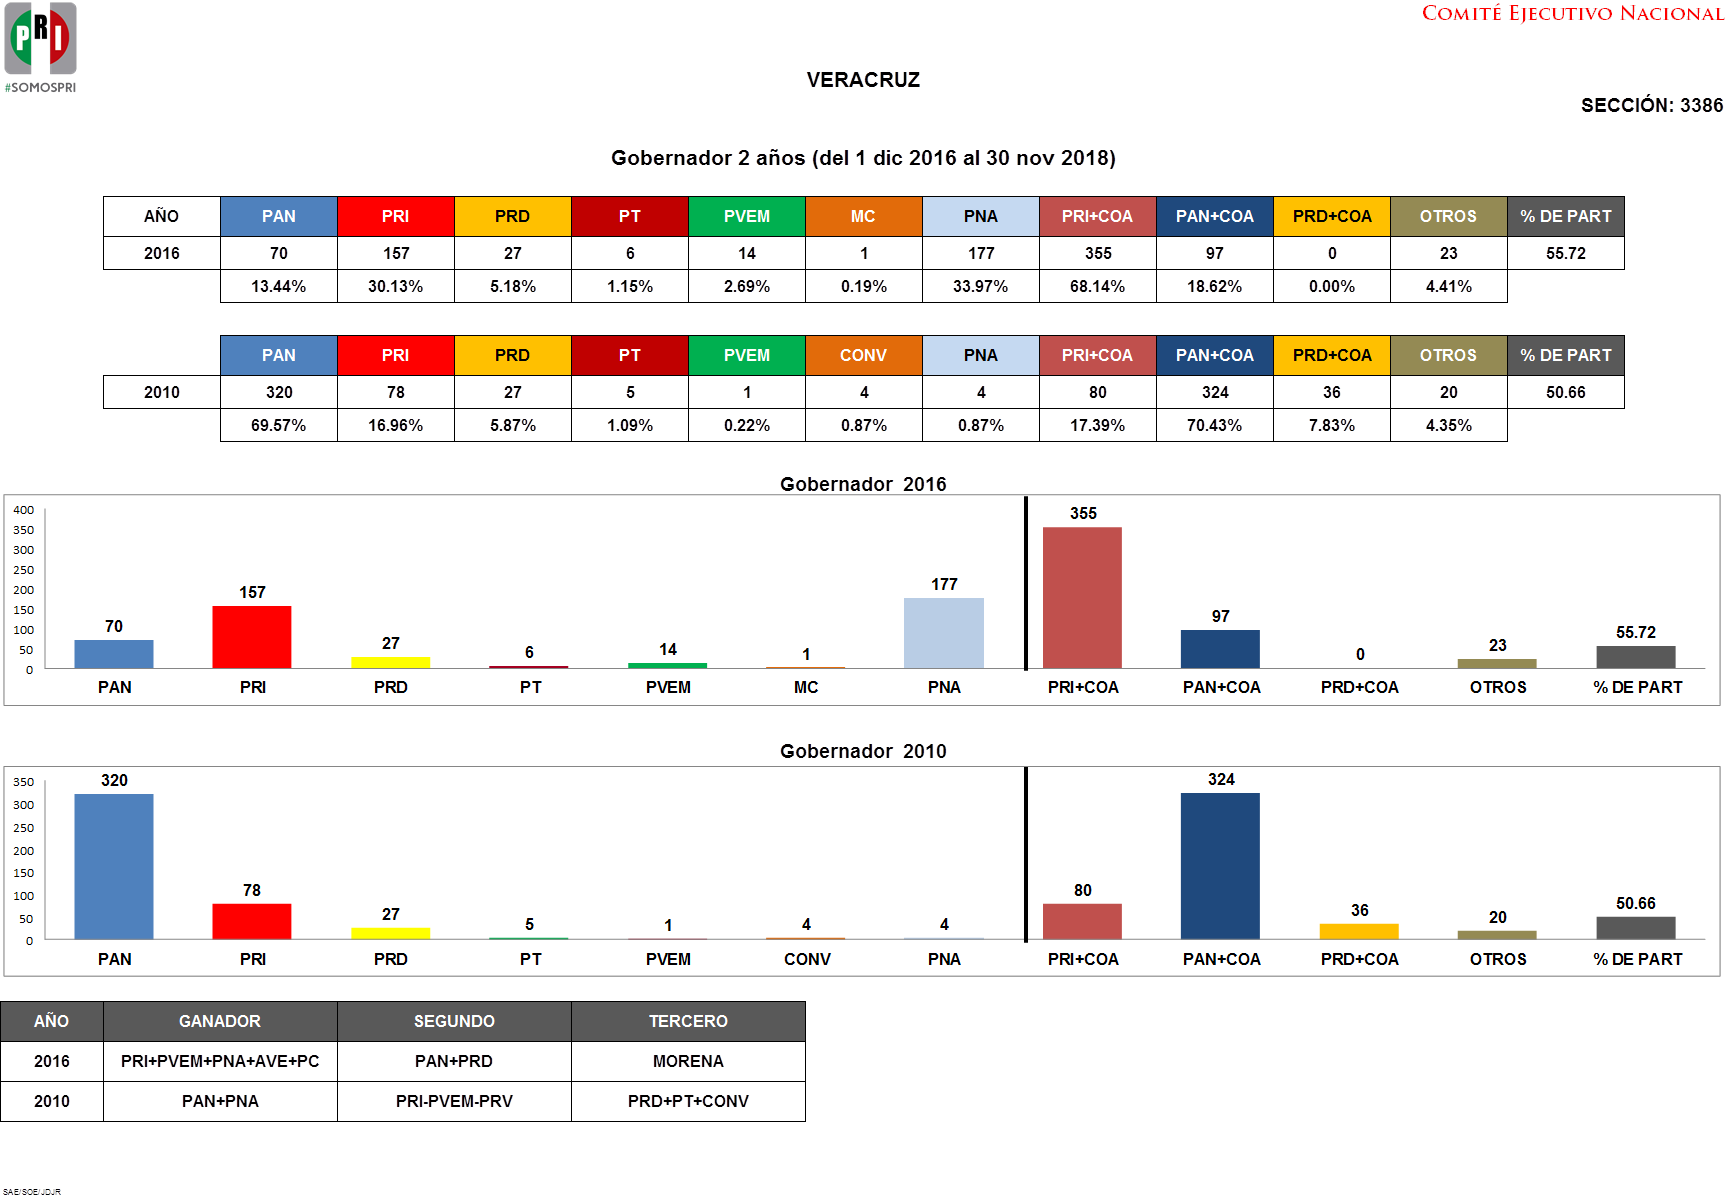 PRI
#SOMOSPRI
COMITÉ EJECUTIVO NACIONAL
VERACRUZ
SECCIÓN: 3386
Gobernador 2 años (del 1 dic 2016 al 30 nov 2018)
AÑO PAN PRI PRD PT PVEM MC PNA PRI+COA PAN+COA PRD+COA OTROS % DE PART
2016 70 157 27 6 14 1 177 355 97 0 23 55.72
13.44% 30.13% 5.18% 1.15% 2.69% 0.19% 33.97% 68.14% 18.62% 0.00% 4.41%
PAN PRI PRD PT PVEM CONV PNA PRI+COA PAN+COA PRD+COA OTROS % DE PART
2010 320 78 27 5 1 4 4 80 324 36 20 50.66
69.57% 16.96% 5.87% 1.09% 0.22% 0.87% 0.87% 17.39% 70.43% 7.83% 4.35%
Gobernador 2016
400
350
300
250
200
150
100
50
0
70 157 27 6 14 1 177 355 97 0 23 55.72
PAN PRI PRD PT PVEM MC PNA PRI+COA PAN+COA PRD+COA OTROS % DE PART
Gobernador 2010
350
300
250
200
150
100
50
0
320 78 27 5 1 4 4 80 324 36 20 50.66
PAN PRI PRD PT PVEM CONV PNA PRI+COA PAN+COA PRD+COA OTROS % DE PART
AÑO GANADOR SEGUNDO TERCERO
2016 PRI+PVEM+PNA+AVE+PC PAN+PRD MORENA
2010 PAN+PNA PRI-PVEM-PRV PRD+PT+CONV
SAE/SOE/JDJR